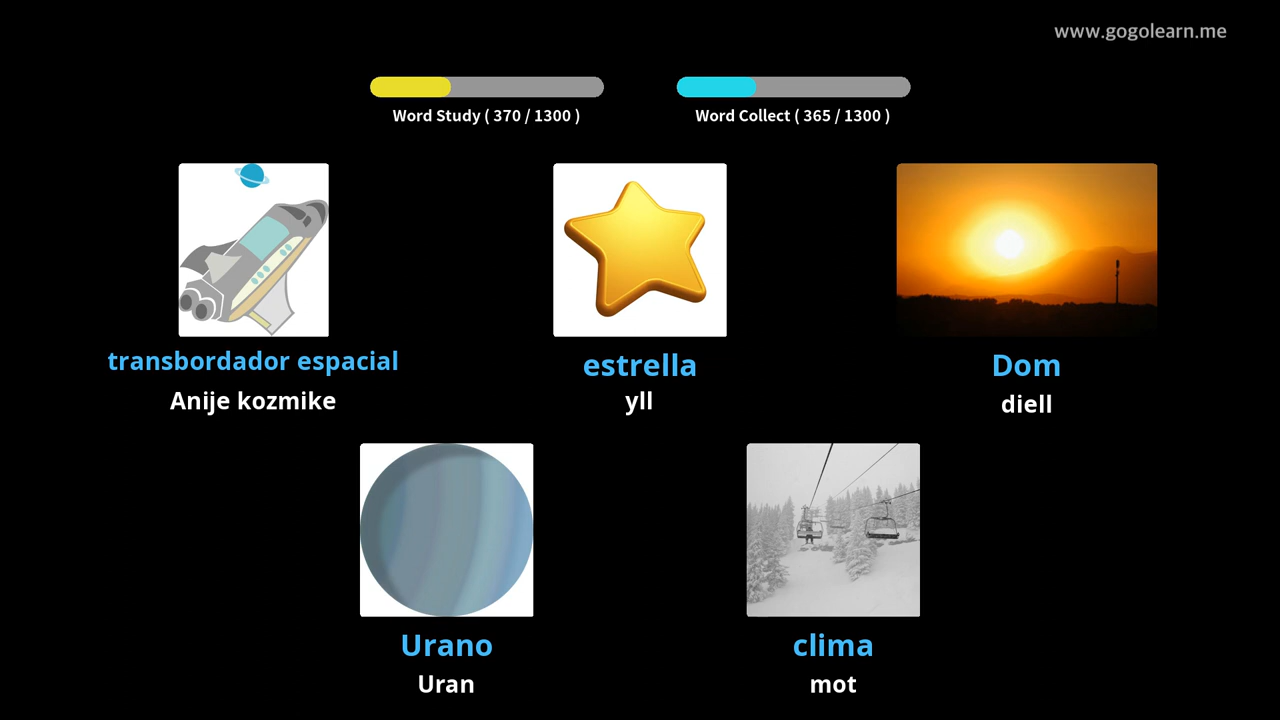 www.gogolearn.me
Word Study ( 370 / 1300 )
Word Collect ( 365 / 1300 )
transbordador espacial
Anije kozmike
estrella
yll
Dom
diell
Urano
Uran
clima
mot